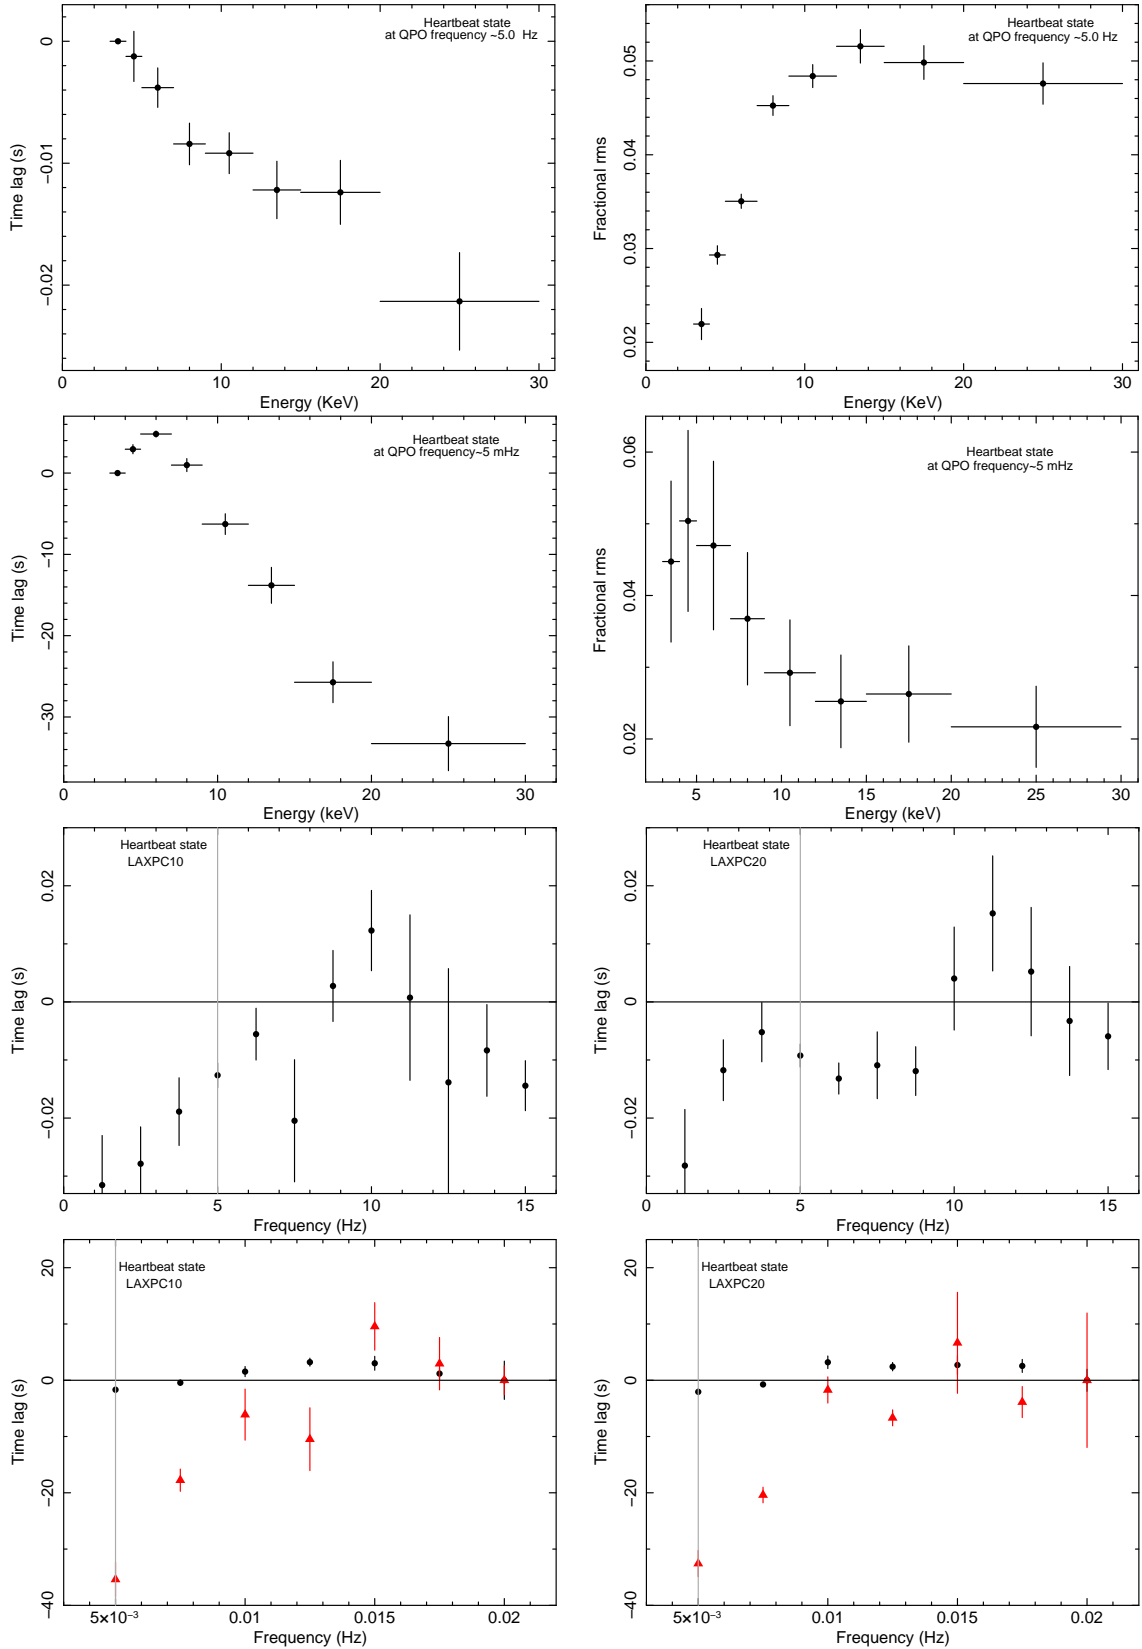 Heartbeat state
at QPO frequency ~5.0 Hz
0
−0.01
−0.02
Time lag (s)
0 10 20 30
Energy (KeV)
Heartbeat state
at QPO frequency ~5.0 Hz
0.05
0.04
0.03
0.02
Fractional rms
0 10 20 30
Energy (KeV)
Heartbeat state
at QPO frequency~5 mHz
0
−10
−20
−30
Time lag (s)
0 10 20 30
Energy (keV)
Heartbeat state
at QPO frequency~5 mHz
0.06
0.04
0.02
Fractional rms
5 10 15 20 25 30
Energy (keV)
Heartbeat state
LAXPC10
0.02
0
−0.02
Time lag (s)
0 5 10 15
Frequency (Hz)
Heartbeat state
LAXPC20
0.02
0
−0.02
Time lag (s)
0 5 10 15
Frequency (Hz)
Heartbeat state
LAXPC10
20
0
−20
−40
Time lag (s)
5×10⁻³ 0.01 0.015 0.02
Frequency (Hz)
Heartbeat state
LAXPC20
20
0
−20
−40
Time lag (s)
5×10⁻³ 0.01 0.015 0.02
Frequency (Hz)